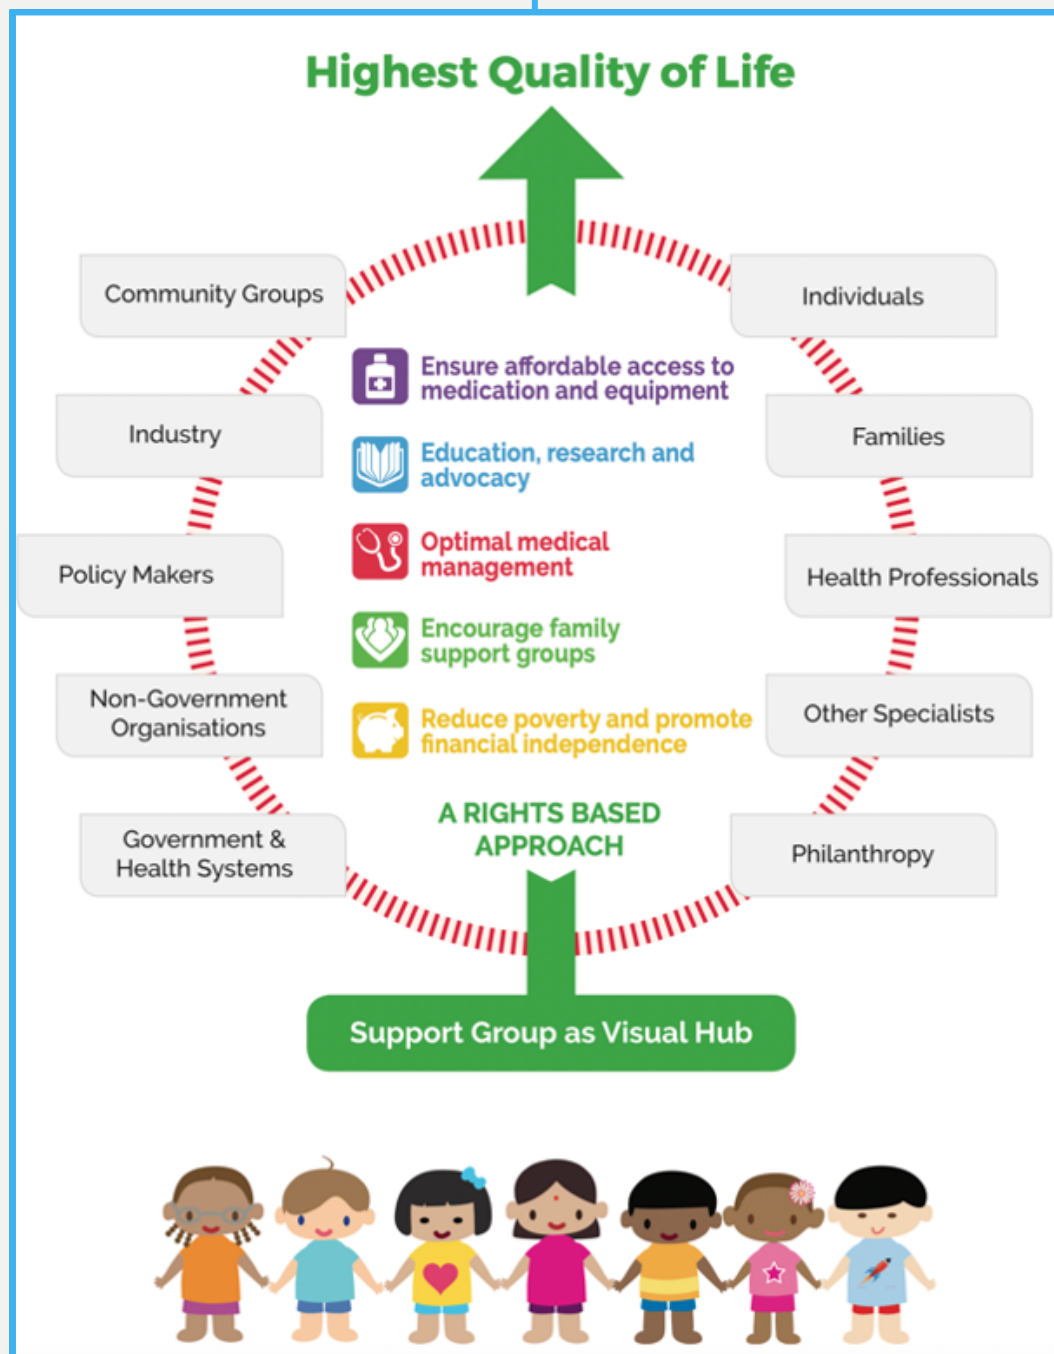 Highest Quality of Life
Community Groups
Individuals
Ensure affordable access to
medication and equipment
Industry
Families
Education, research and
advocacy
Policy Makers
Optimal medical
management
Health Professionals
Non-Government
Organisations
Encourage family
support groups
Other Specialists
Reduce poverty and promote
financial independence
Government &
Health Systems
A RIGHTS BASED
APPROACH
Philanthropy
Support Group as Visual Hub